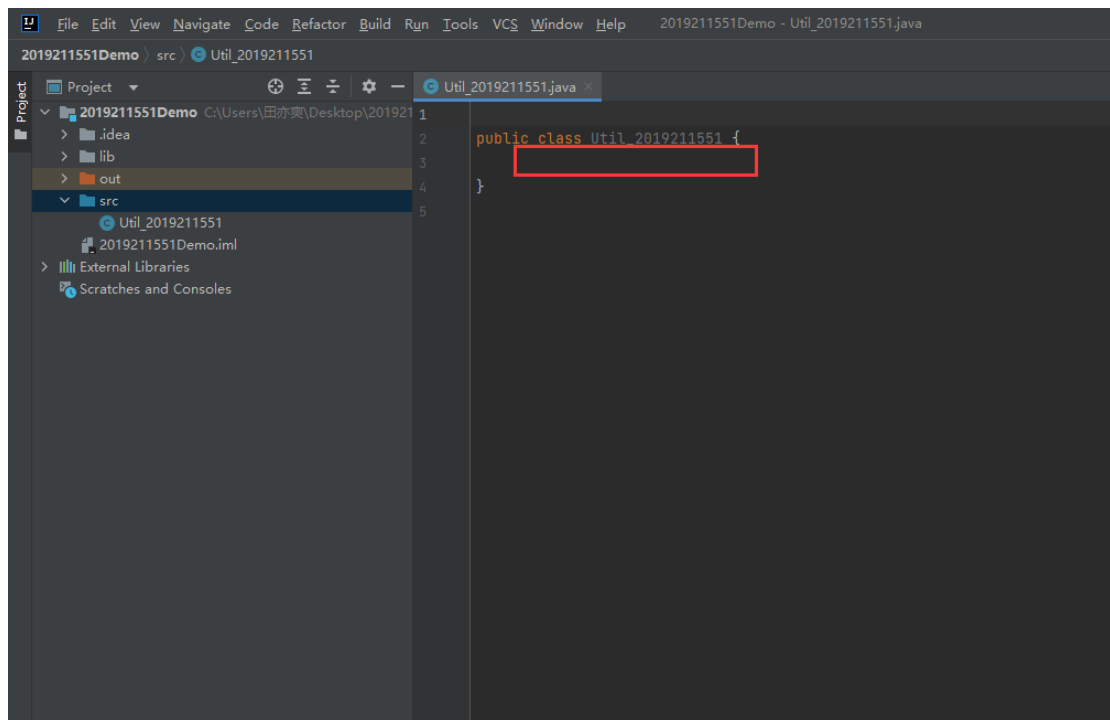 File Edit View Navigate Code Refactor Build Run Tools VCS Window Help 2019211551Demo - Util_2019211551.java
2019211551Demo 〉 src 〉 Util_2019211551
Project
Project
Util_2019211551.java
2019211551Demo C:\Users\田亦奭\Desktop\201921
.idea
lib
out
src
Util_2019211551
2019211551Demo.iml
External Libraries
Scratches and Consoles
1
2 public class Util_2019211551 {
3
4 }
5